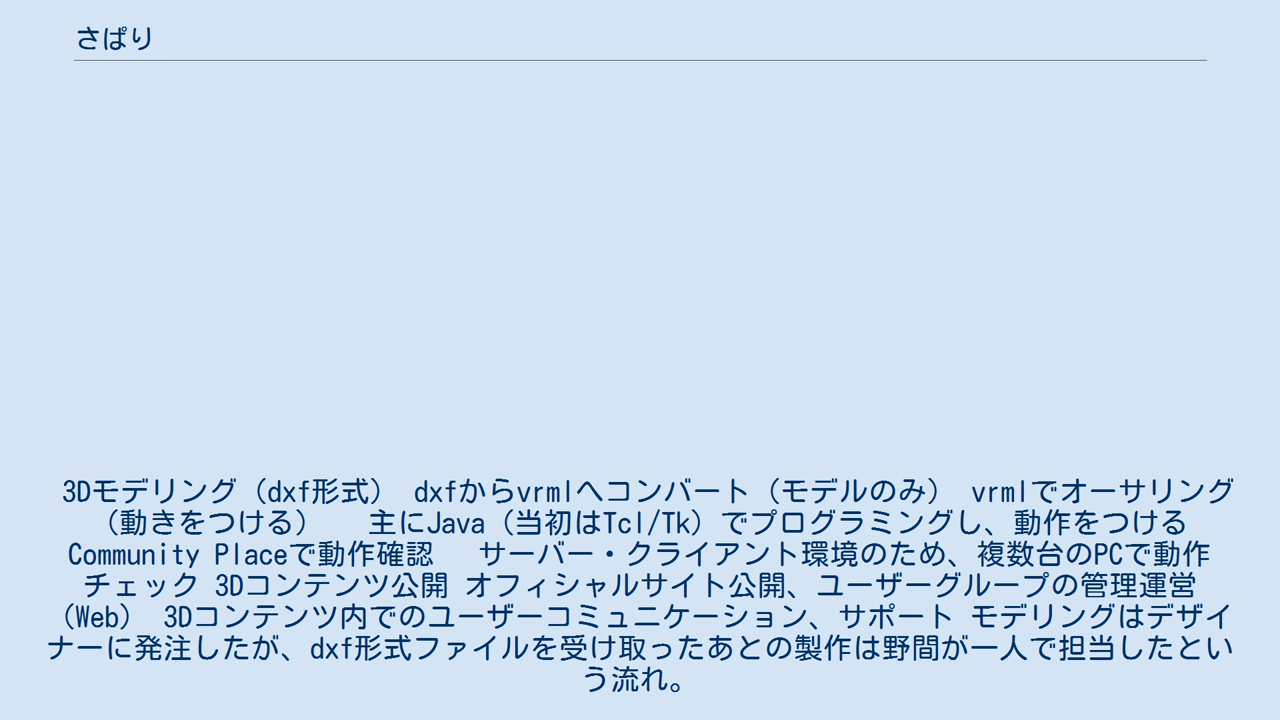 さぱり
3Dモデリング（dxf形式） dxfからvrmlへコンバート（モデルのみ） vrmlでオーサリング
（動きをつける）　 主にJava（当初はTcl/Tk）でプログラミングし、動作をつける
Community Placeで動作確認　 サーバー・クライアント環境のため、複数台のPCで動作
チェック 3Dコンテンツ公開 オフィシャルサイト公開、ユーザーグループの管理運営
（Web） 3Dコンテンツ内でのユーザーコミュニケーション、サポート モデリングはデザイ
ナーに発注したが、dxf形式ファイルを受け取ったあとの製作は野間が一人で担当したとい
う流れ。